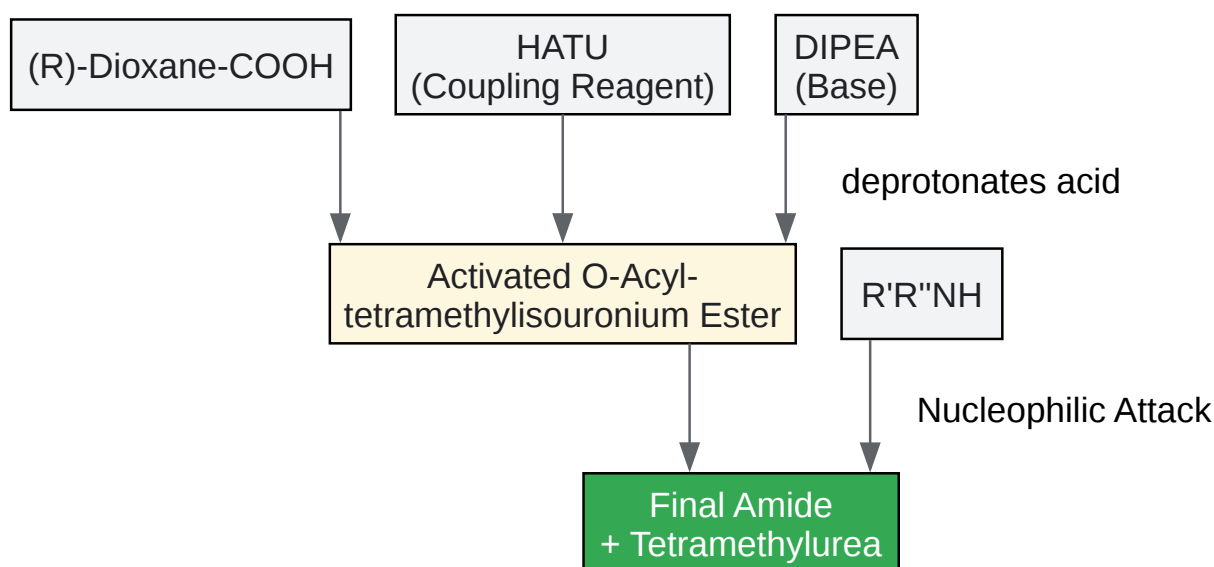 (R)-Dioxane-COOH
HATU
(Coupling Reagent)
DIPEA
(Base)
deprotonates acid
Activated O-Acyl-
tetramethylisouronium Ester
R'R"NH
Nucleophilic Attack
Final Amide
+ Tetramethylurea